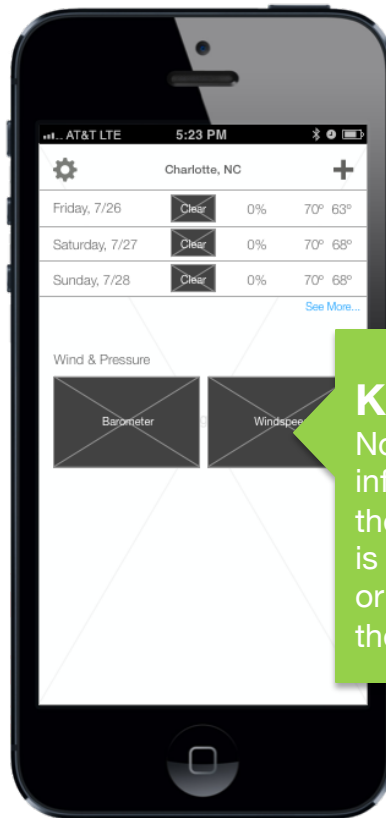 AT&T LTE 5:23 PM
Charlotte, NC
Friday, 7/26 Clear 0% 70º 63º
Saturday, 7/27 Clear 0% 70º 68º
Sunday, 7/28 Clear 0% 70º 68º
See More...
Wind & Pressure
Barometer Windspee
K
No
inf
the
is
or
the